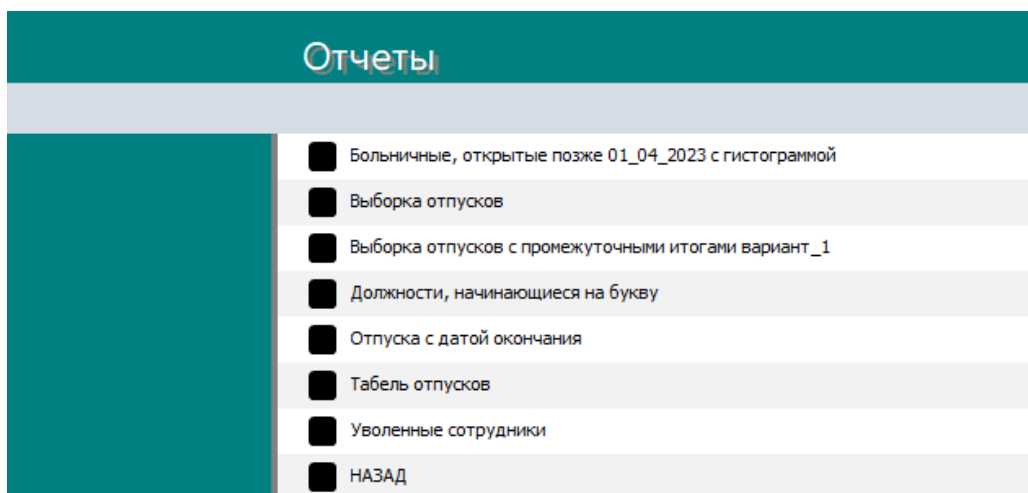 Отчеты
Больничные, открытые позже 01_04_2023 с гистограммой
Выборка отпусков
Выборка отпусков с промежуточными итогами вариант_1
Должности, начинающиеся на букву
Отпуска с датой окончания
Табель отпусков
Уволенные сотрудники
НАЗАД